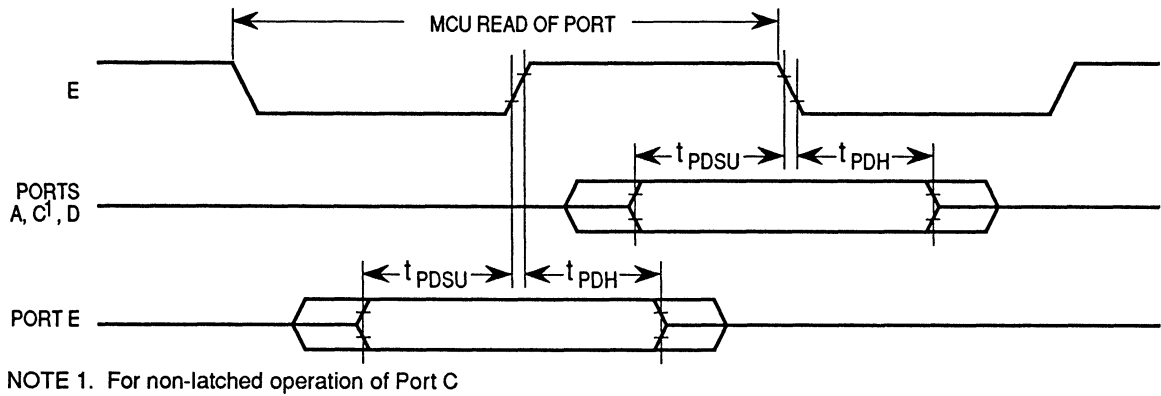 MCU READ OF PORT
E
t PDSU
t PDH
PORTS
A, C1, D
t PDSU
t PDH
PORT E
NOTE 1. For non-latched operation of Port C